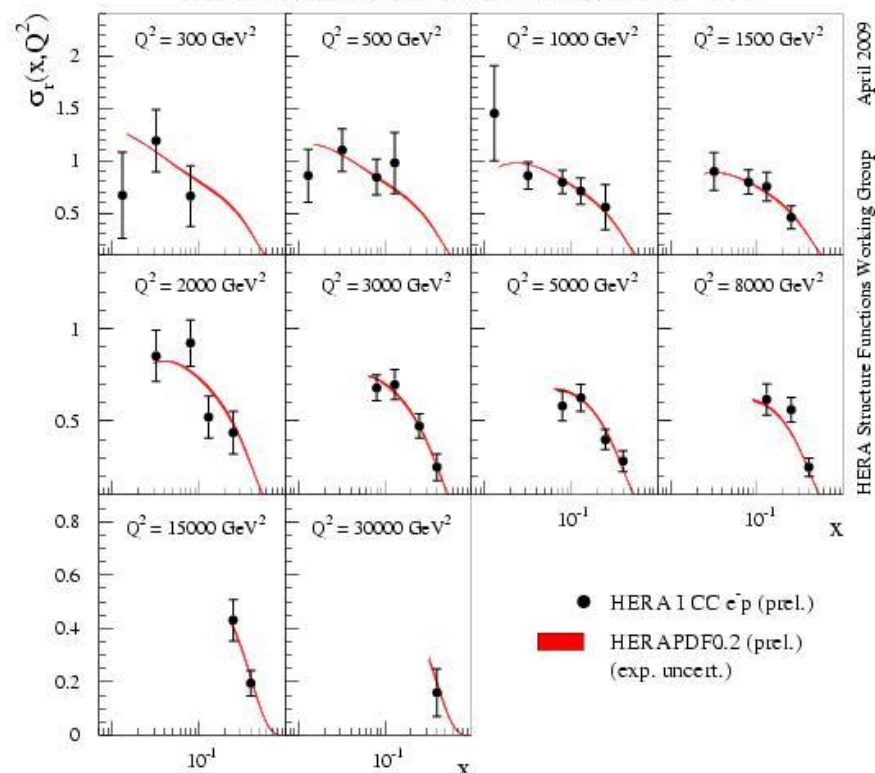 σr(x,Q²)
Q² = 300 GeV²
Q² = 500 GeV²
Q² = 1000 GeV²
Q² = 1500 GeV²
2
1.5
1
0.5
Q² = 2000 GeV²
Q² = 3000 GeV²
Q² = 5000 GeV²
Q² = 8000 GeV²
1
0.5
10⁻¹
10⁻¹
x
Q² = 15000 GeV²
Q² = 30000 GeV²
0.8
0.6
0.4
0.2
0
10⁻¹
10⁻¹
x
HERA I CC e⁻p (prel.)
HERAPDF0.2 (prel.)
(exp. uncert.)
HERA Structure Functions Working Group April 2009